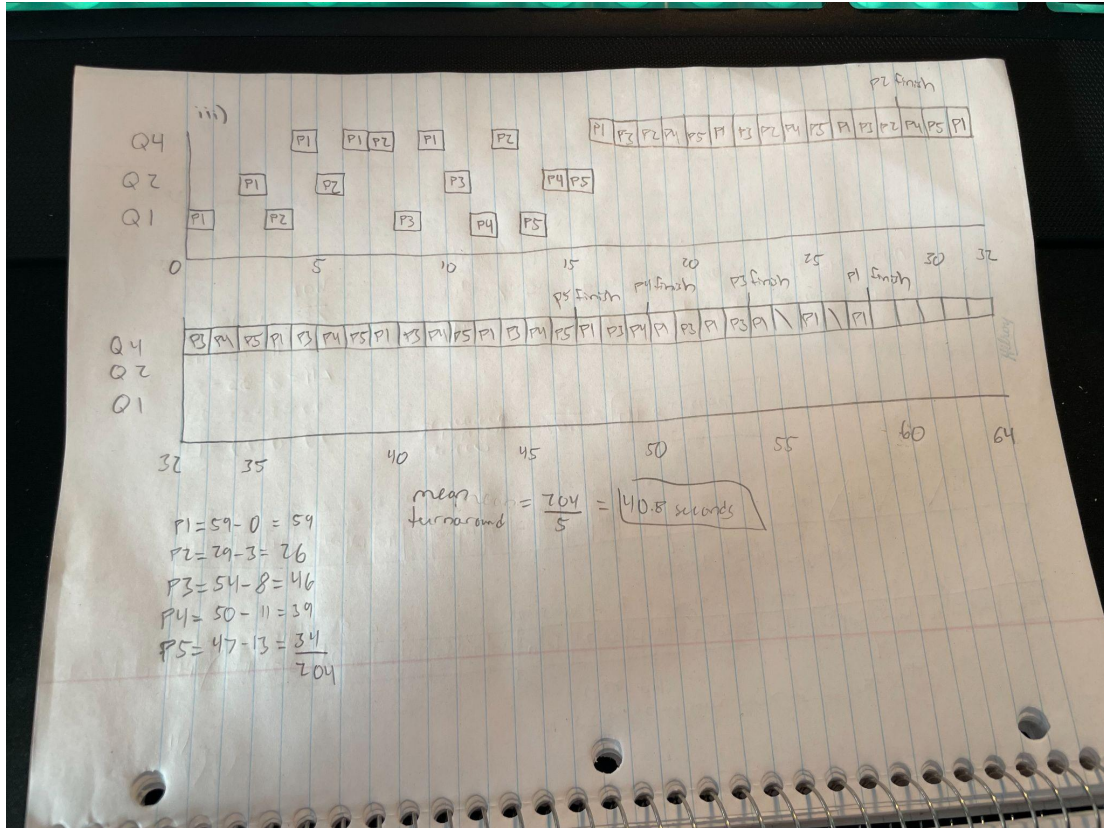 iii)
P2 finish
Q4 P1 P1 P2 P1 P2 P1 P3 P2 P4 P5 P1 P3 P2 P4 P5 P1 P3 P2 P4 P5 P1
Q2 P1 P2 P3 P4 P5
Q1 P1 P2 P3 P4 P5
0 5 10 15 20 25 30 32
P5 finish P4 finish P3 finish P1 finish
Q4 P3 P4 P5 P1 P3 P4 P5 P1 P3 P4 P5 P1 P3 P4 P5 P1 P3 P4 P1 P3 P1 P3 P1 \ P1 \ P1
Q2
Q1
32 35 40 45 50 55 60 64
mean turnaround = 204/5 = 40.8 seconds
P1=59-0 = 59
P2=29-3= 26
P3=54-8=46
P4= 50-11=39
P5=47-13=34
204